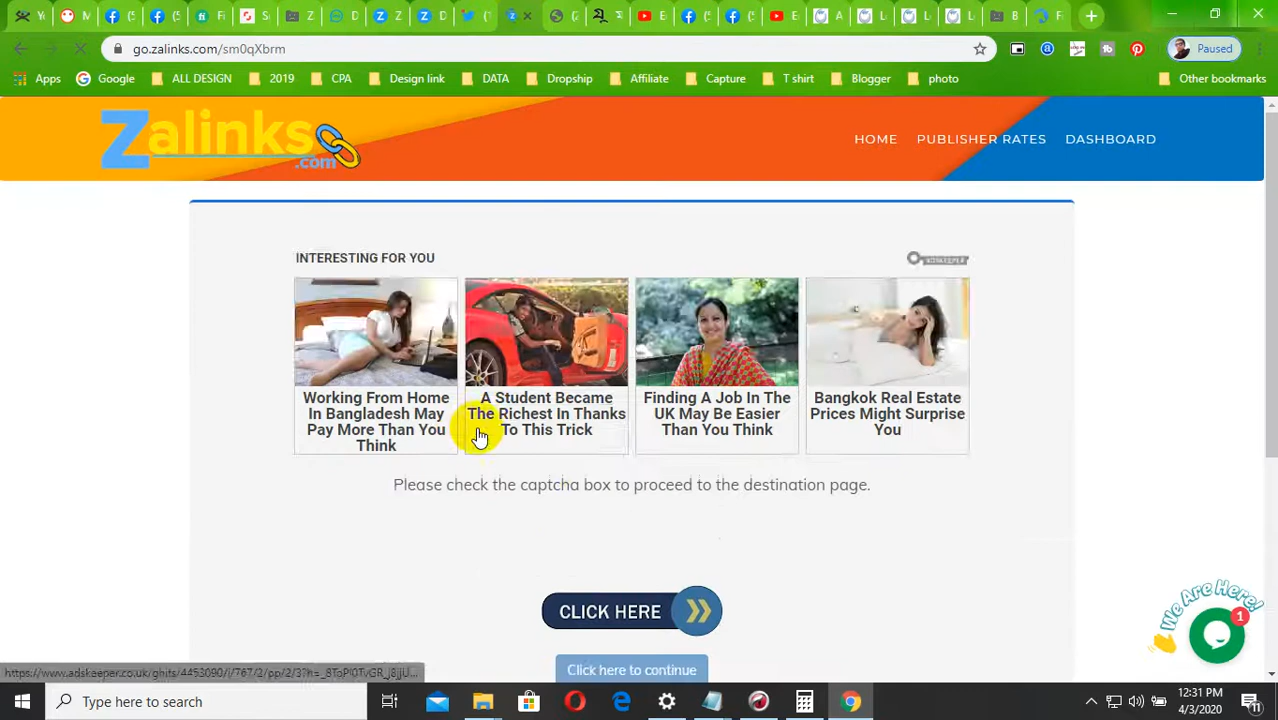 go.zalinks.com/sm0qXbrm
Paused
Apps Google ALL DESIGN 2019 CPA Design link DATA Dropship Affiliate Capture T shirt Blogger photo Other bookmarks
Zalinks
.com
HOME PUBLISHER RATES DASHBOARD
INTERESTING FOR YOU
Working From Home
In Bangladesh May
Pay More Than You
Think
A Student Became
The Richest In Thanks
To This Trick
Finding A Job In The
UK May Be Easier
Than You Think
Bangkok Real Estate
Prices Might Surprise
You
Please check the captcha box to proceed to the destination page.
CLICK HERE
Click here to continue
We Are Here!
1
Type here to search
12:31 PM
4/3/2020
11